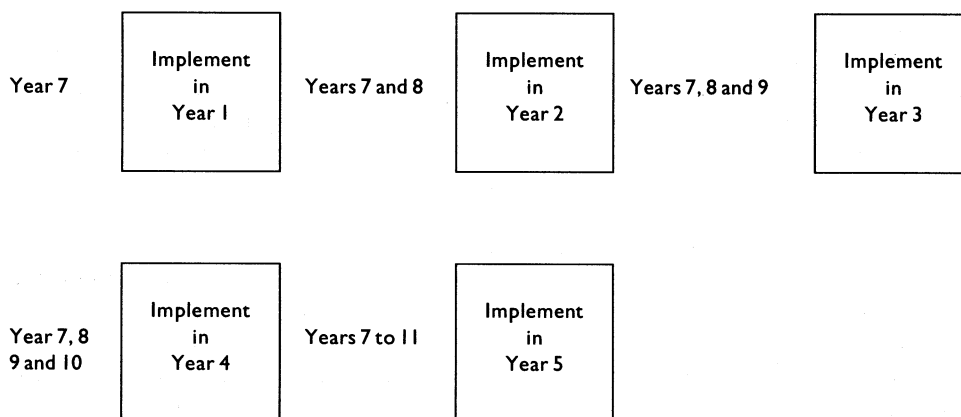 Year 7
Implement
in
Year 1
Years 7 and 8
Implement
in
Year 2
Years 7, 8 and 9
Implement
in
Year 3
Year 7, 8
9 and 10
Implement
in
Year 4
Years 7 to 11
Implement
in
Year 5